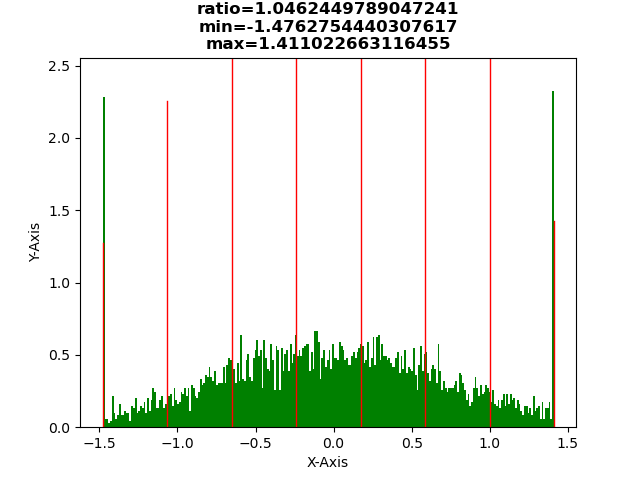 ratio=1.0462449789047241
min=-1.4762754440307617
max=1.411022663116455
2.5
2.0
1.5
1.0
0.5
0.0
Y-Axis
−1.5 −1.0 −0.5 0.0 0.5 1.0 1.5
X-Axis